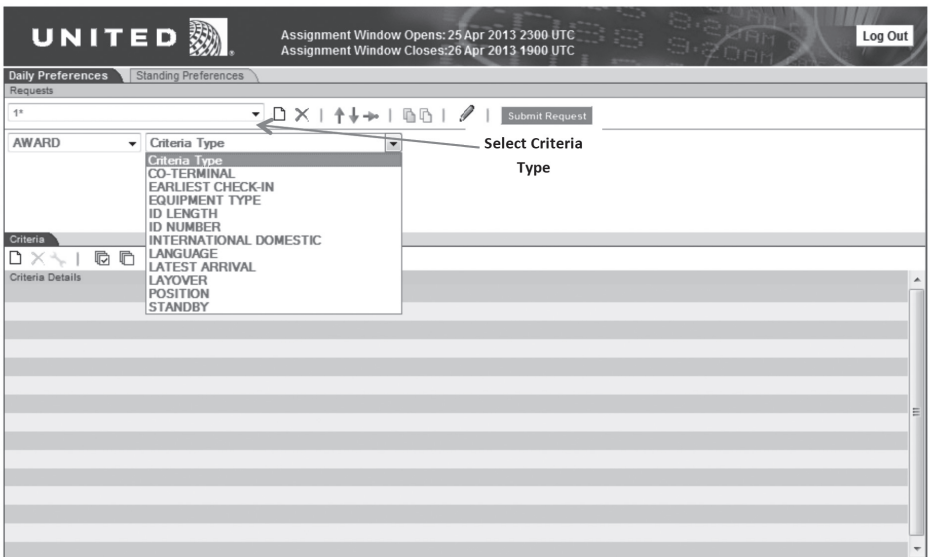 UNITED
Assignment Window Opens: 25 Apr 2013 2300 UTC
Assignment Window Closes:26 Apr 2013 1900 UTC
Log Out
Daily Preferences
Standing Preferences
Requests
1*
Submit Request
AWARD
Criteria Type
Select Criteria
Type
Criteria Type
CO-TERMINAL
EARLIEST CHECK-IN
EQUIPMENT TYPE
ID LENGTH
ID NUMBER
INTERNATIONAL DOMESTIC
LANGUAGE
LATEST ARRIVAL
LAYOVER
POSITION
STANDBY
Criteria
Criteria Details